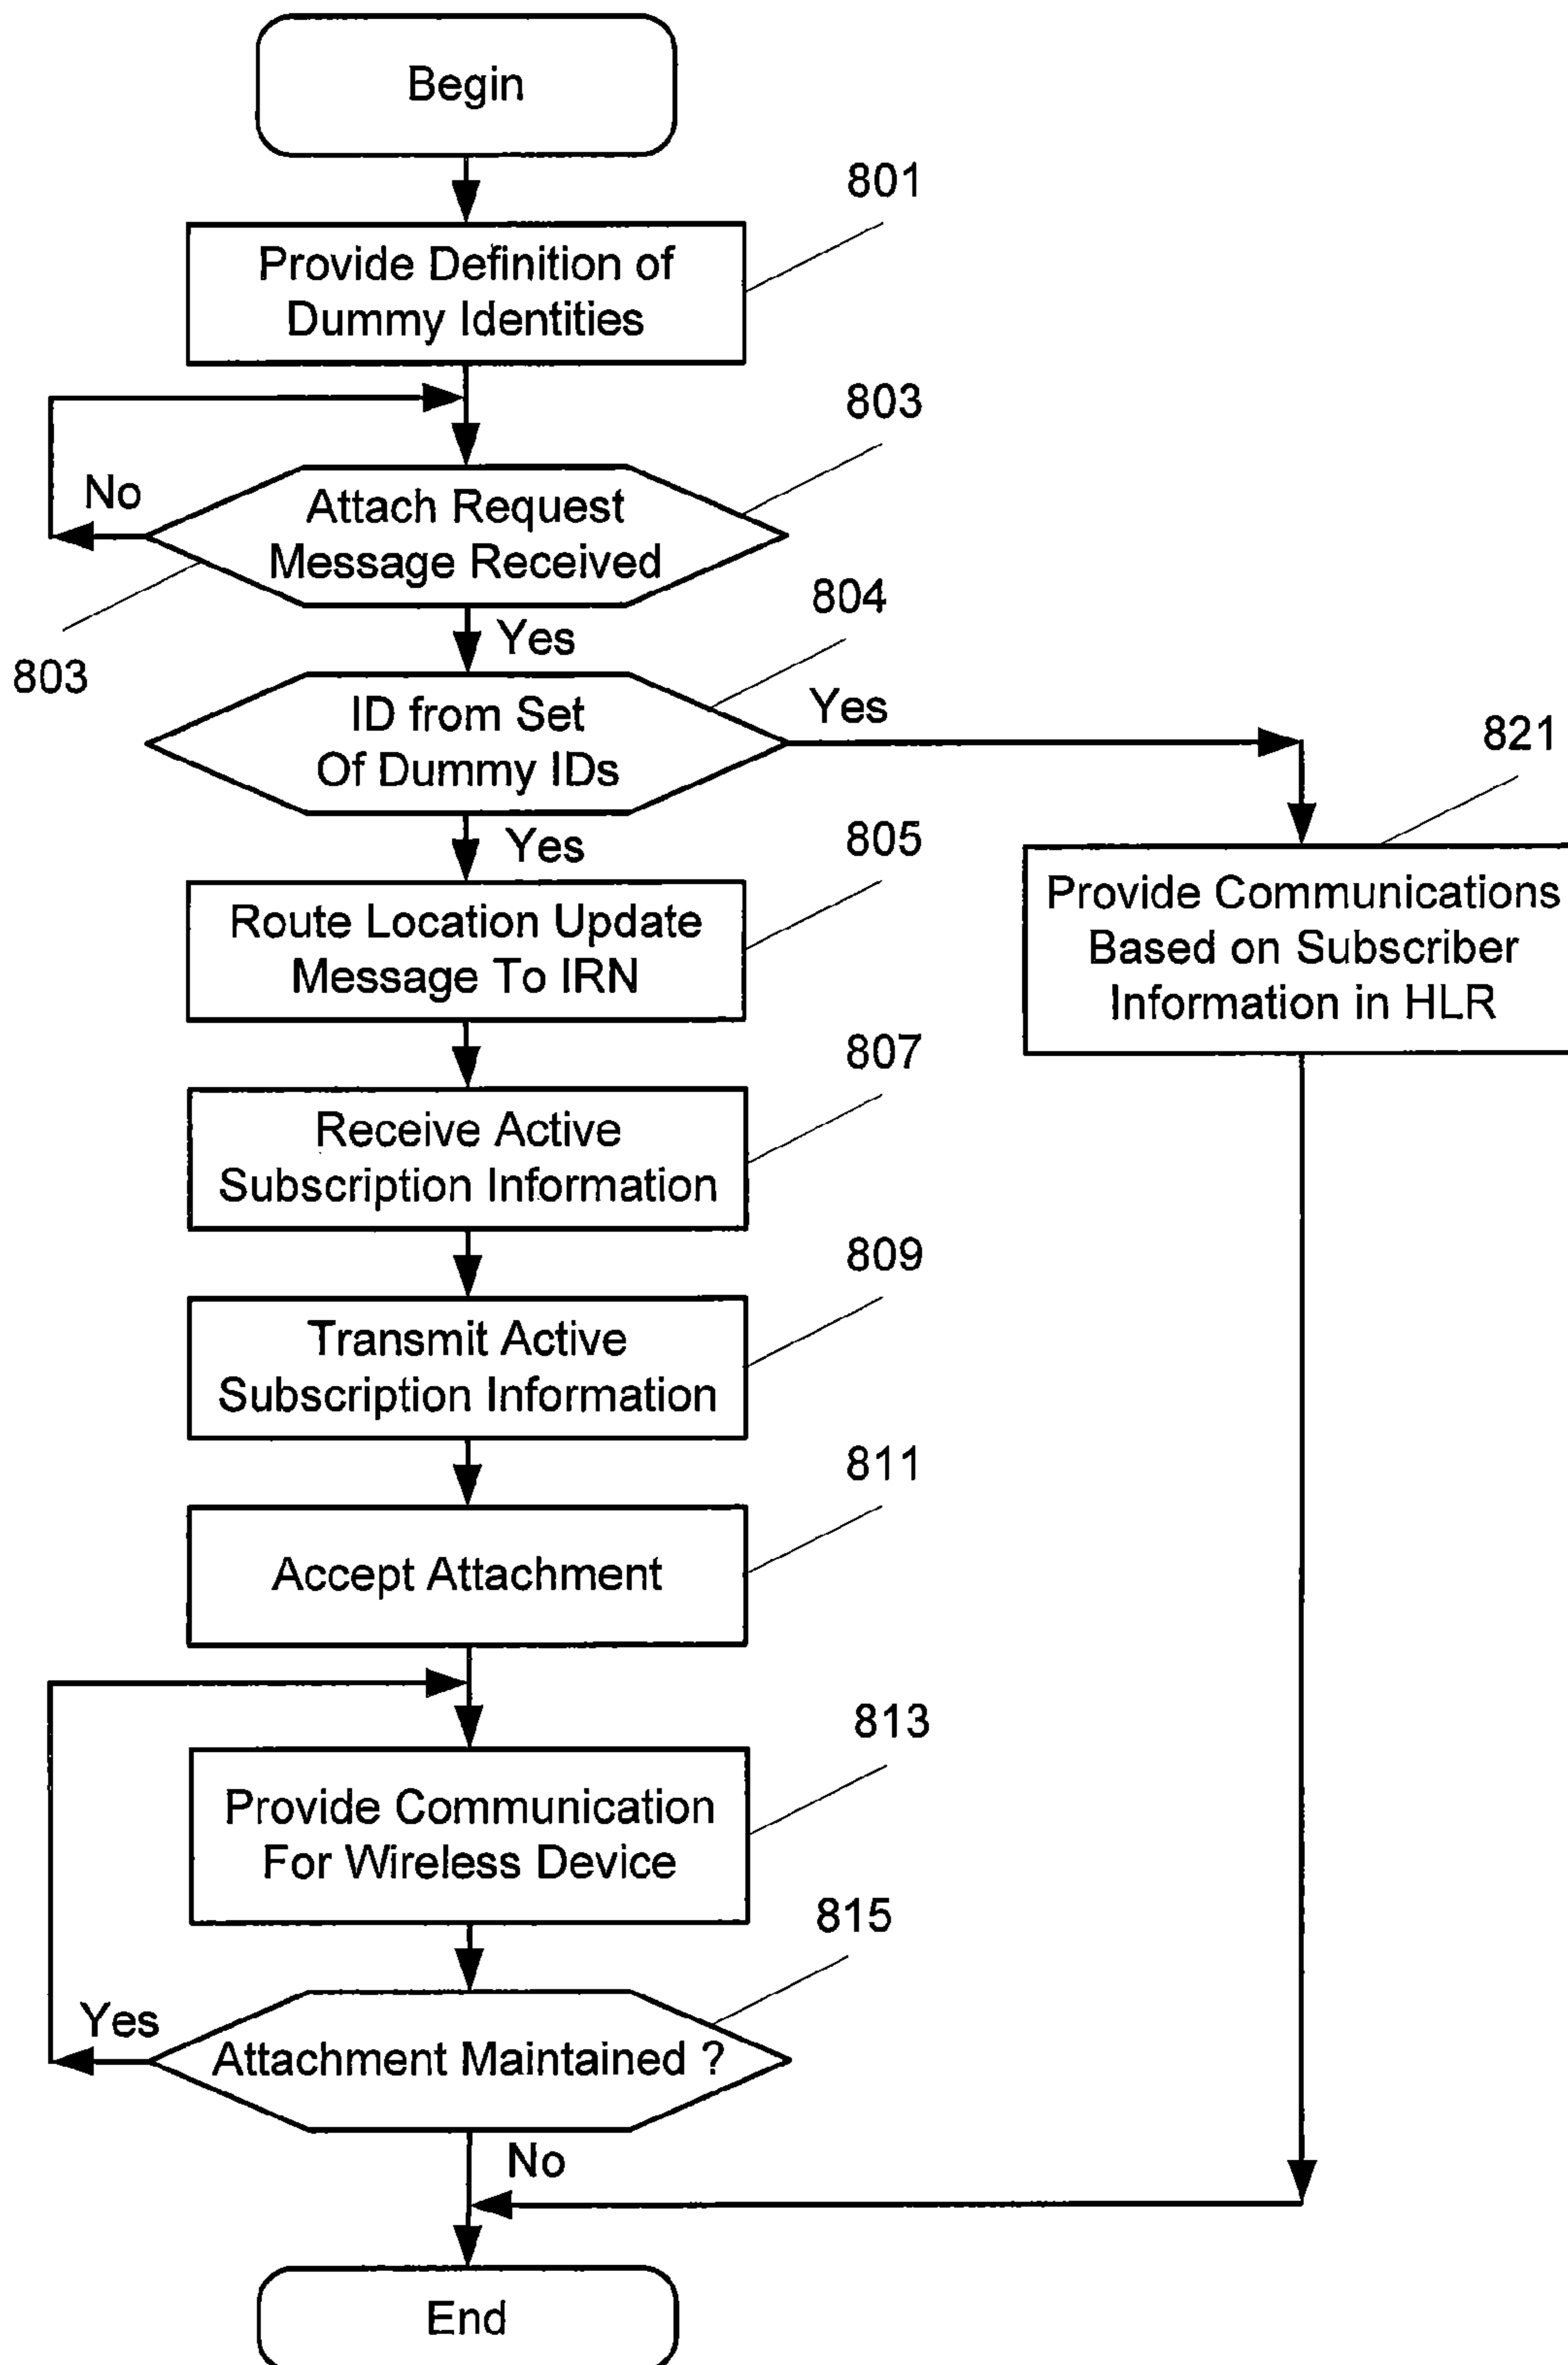 Begin
801
Provide Definition of
Dummy Identities
803
No
Attach Request
Message Received
803
Yes
804
ID from Set
Of Dummy IDs
Yes
821
Yes
805
Route Location Update
Message To IRN
Provide Communications
Based on Subscriber
Information in HLR
807
Receive Active
Subscription Information
809
Transmit Active
Subscription Information
811
Accept Attachment
813
Provide Communication
For Wireless Device
815
Yes
Attachment Maintained ?
No
End